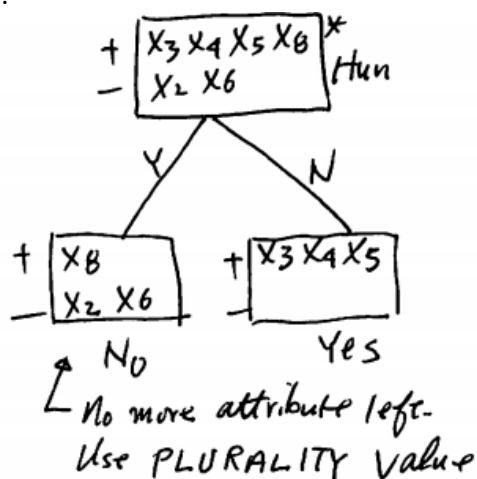 + X3 X4 X5 X8 *
- X2 X6 Hun
Y N
+ X8
- X2 X6
+ X3 X4 X5
-
No Yes
No more attribute left.
Use PLURALITY Value